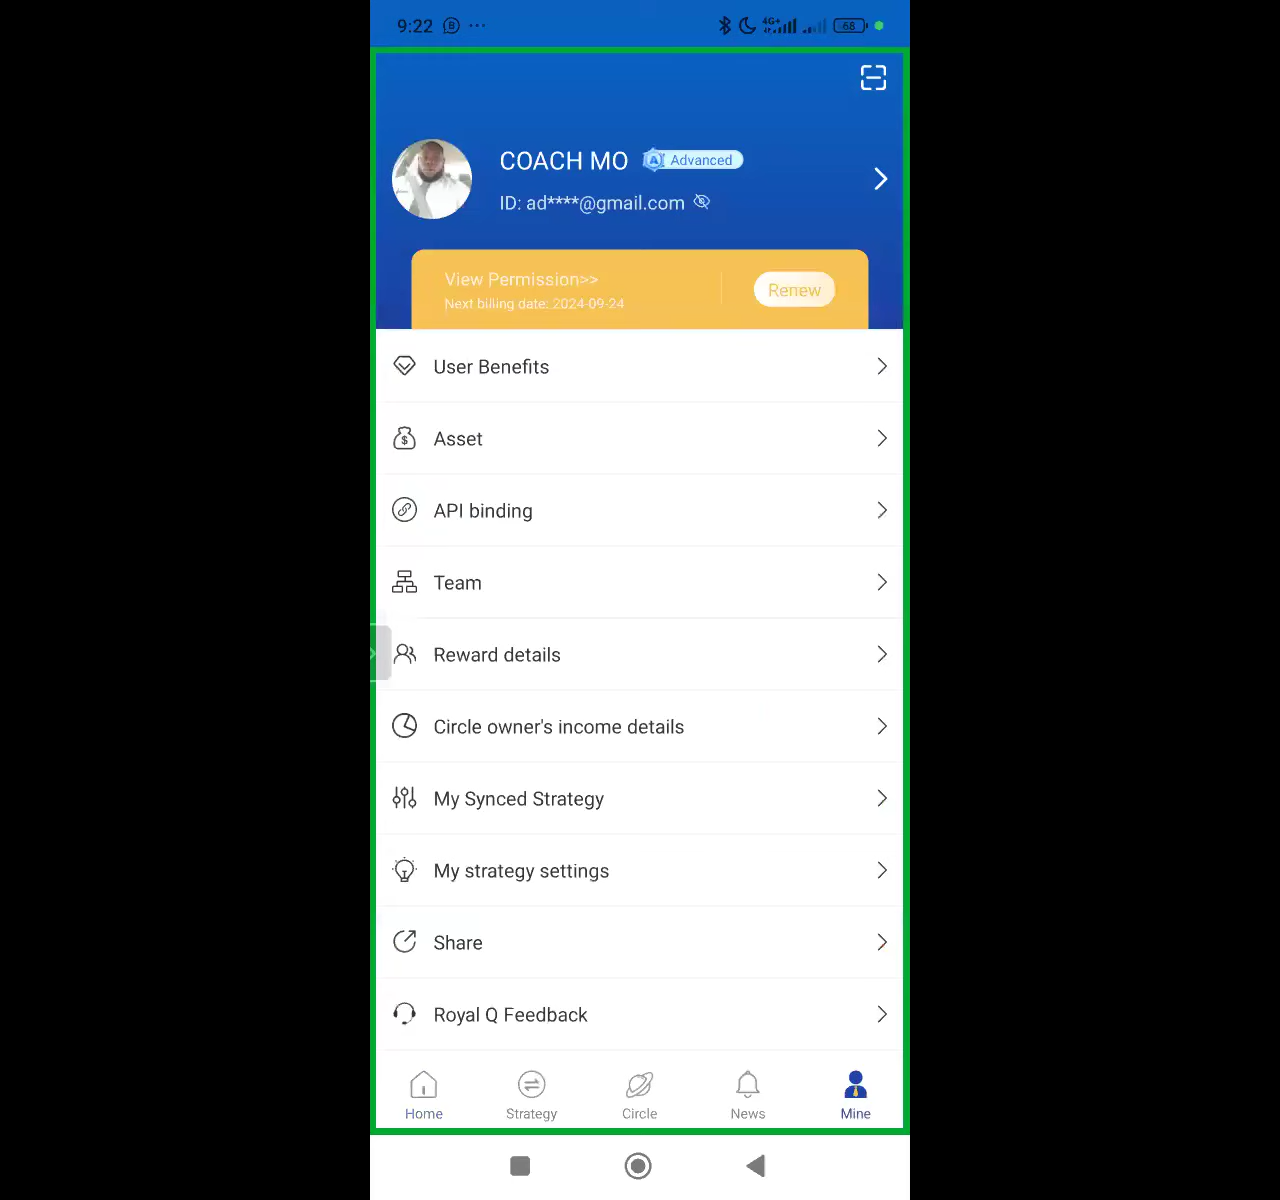 9:22
68
4G+
COACH MO
Advanced
ID: ad****@gmail.com
View Permission>>
Next billing date: 2024-09-24
Renew
User Benefits
Asset
API binding
Team
Reward details
Circle owner's income details
My Synced Strategy
My strategy settings
Share
Royal Q Feedback
Home
Strategy
Circle
News
Mine